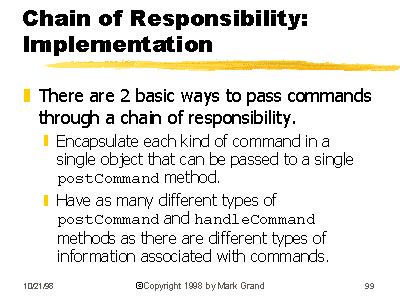 Chain of Responsibility:
Implementation
There are 2 basic ways to pass commands
through a chain of responsibility.
Encapsulate each kind of command in a
single object that can be passed to a single
postCommand method.
Have as many different types of
postCommand and handleCommand
methods as there are different types of
information associated with commands.
10/21/98 ©Copyright 1998 by Mark Grand 99